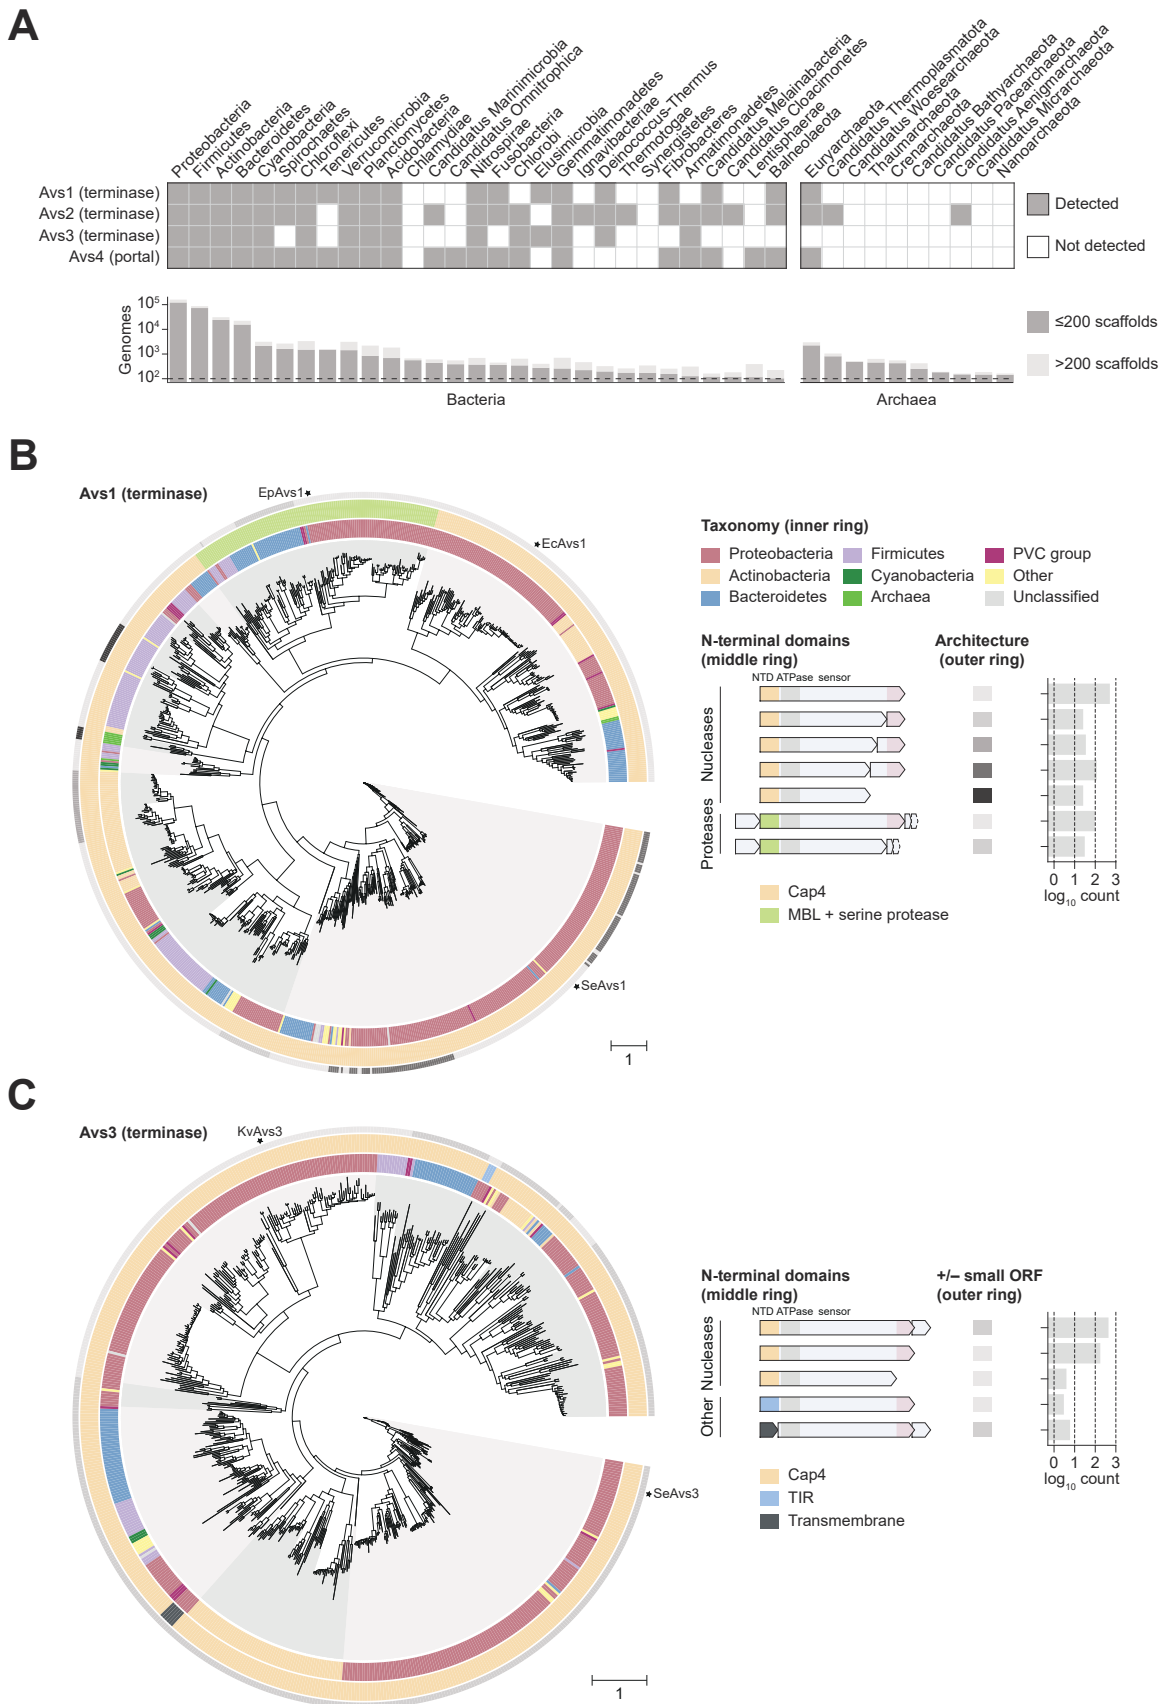 A
Proteobacteria
Firmicutes
Actinobacteria
Bacteroidetes
Cyanobacteria
Spirochaetes
Chloroflexi
Tenericutes
Verrucomicrobia
Planctomycetes
Acidobacteria
Chlamydiae
Candidatus Marinimicrobia
Candidatus Omnitrophica
Nitrospirae
Fusobacteria
Chlorobi
Elusimicrobia
Gemmatimonadetes
Ignavibacteriae
Deinococcus-Thermus
Thermotogae
Synergistetes
Fibrobacteres
Armatimonadetes
Candidatus Melainabacteria
Candidatus Cloacimonetes
Lentisphaerae
Balneolaeota
Euryarchaeota
Candidatus Thermoplasmatota
Candidatus Woesearchaeota
Thaumarchaeota
Crenarchaeota
Candidatus Bathyarchaeota
Candidatus Pacearchaeota
Candidatus Aenigmarchaeota
Candidatus Micrarchaeota
Nanoarchaeota
Avs1 (terminase)
Avs2 (terminase)
Avs3 (terminase)
Avs4 (portal)
Detected
Not detected
Genomes
10⁵
10⁴
10³
10²
≤200 scaffolds
>200 scaffolds
Bacteria
Archaea
B
Avs1 (terminase)
EpAvs1
EcAvs1
SeAvs1
1
Taxonomy (inner ring)
Proteobacteria
Firmicutes
PVC group
Actinobacteria
Cyanobacteria
Other
Bacteroidetes
Archaea
Unclassified
N-terminal domains
(middle ring)
Architecture
(outer ring)
NTD ATPase sensor
Nucleases
Proteases
0 1 2 3
log₁₀ count
Cap4
MBL + serine protease
C
Avs3 (terminase)
KvAvs3
SeAvs3
1
N-terminal domains
(middle ring)
+/– small ORF
(outer ring)
NTD ATPase sensor
Nucleases
Other
0 1 2 3
log₁₀ count
Cap4
TIR
Transmembrane